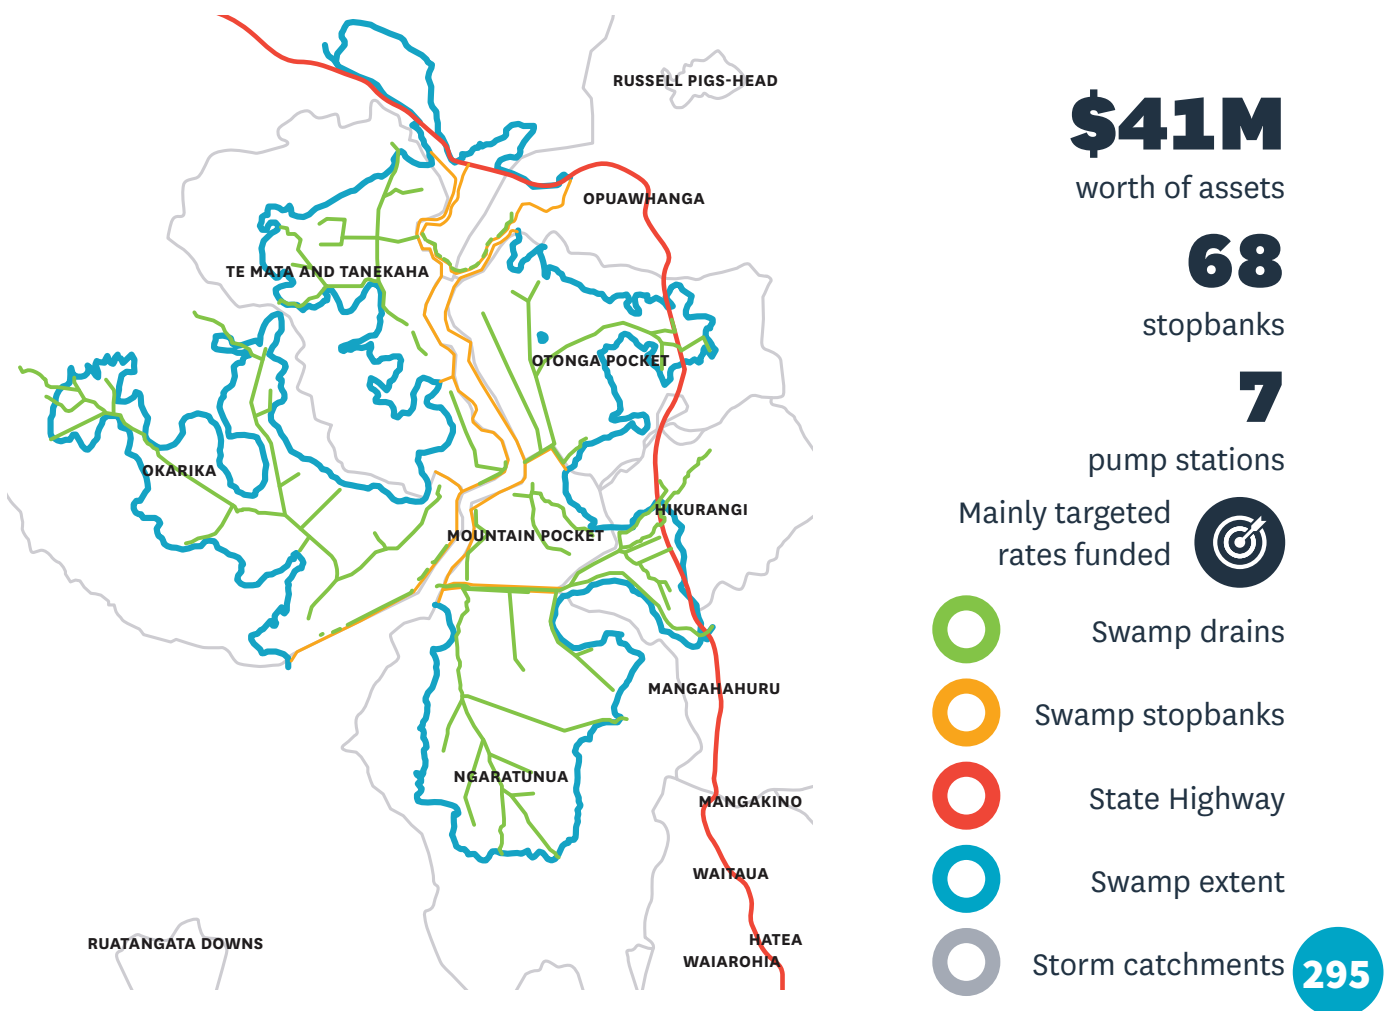 RUSSELL PIGS-HEAD
OPUAWHANGA
TE MATA AND TANEKAHA
OTONGA POCKET
OKARIKA
HIKURANGI
MOUNTAIN POCKET
MANGAHAHURU
NGARATUNUA
MANGAKINO
WAITAUA
HATEA
RUATANGATA DOWNS
WAIAROHIA
$41M
worth of assets
68
stopbanks
7
pump stations
Mainly targeted
rates funded
Swamp drains
Swamp stopbanks
State Highway
Swamp extent
Storm catchments
295